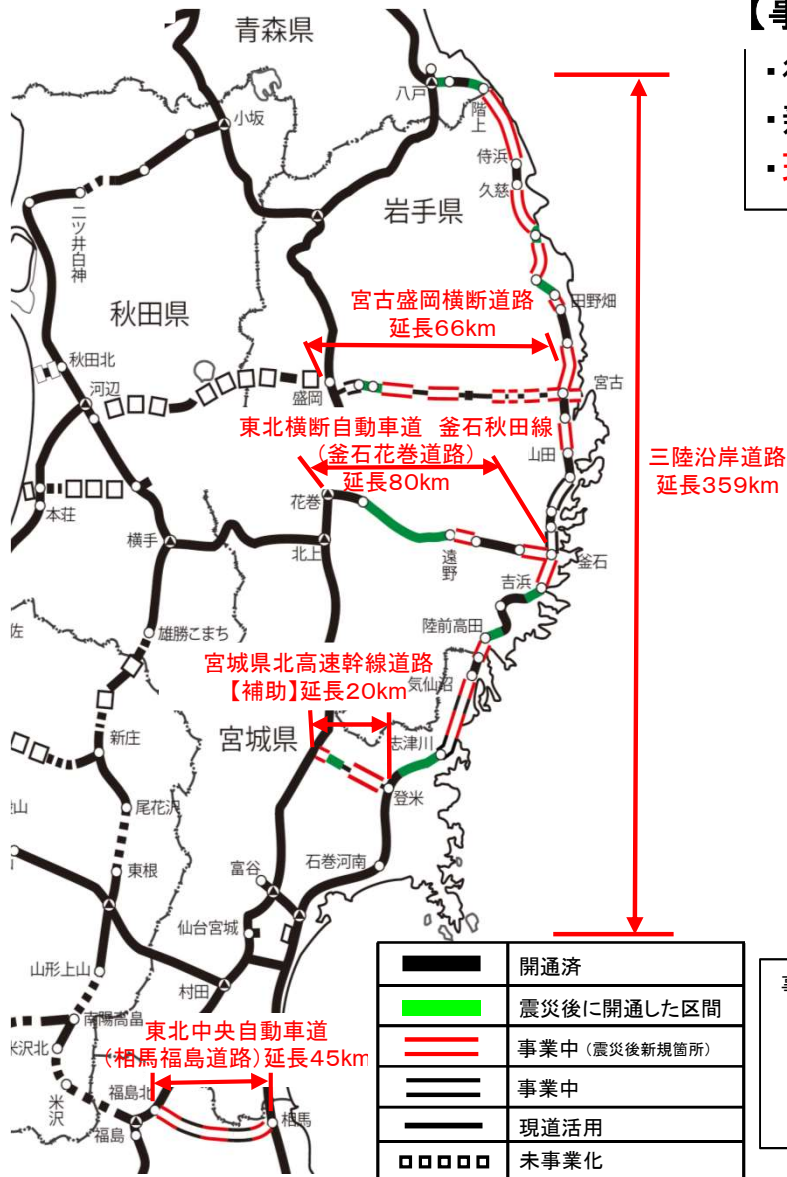 【事
青森県
八戸
階上
小坂
侍浜
久慈
岩手県
二ツ井白神
宮古盛岡横断道路
延長66km
田野畑
秋田県
秋田北
河辺
盛岡
宮古
東北横断自動車道 釜石秋田線
(釜石花巻道路)
延長80km
山田
三陸沿岸道路
延長359km
花巻
本荘
横手
北上
遠野
釜石
吉浜
佐
雄勝こまち
陸前高田
宮城県北高速幹線道路
【補助】延長20km
気仙沼
新庄
宮城県
志津川
登米
山
尾花沢
東根
富谷
石巻河南
仙台宮城
山形上山
村田
南陽高畠
米沢北
東北中央自動車道
(相馬福島道路)延長45km
米沢
福島北
福島
相馬
開通済
震災後に開通した区間
事業中(震災後新規箇所)
事業中
現道活用
未事業化